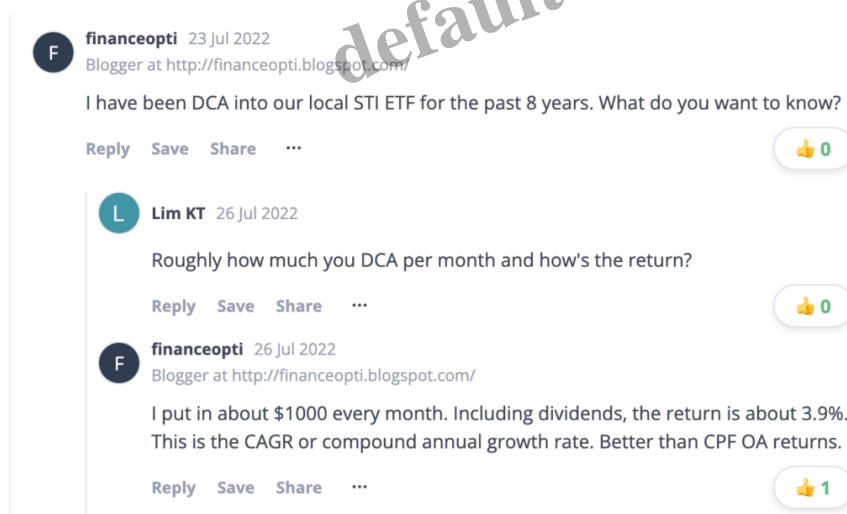 default
F
financeopti 23 Jul 2022
Blogger at http://financeopti.blogspot.com/
I have been DCA into our local STI ETF for the past 8 years. What do you want to know?
Reply Save Share ...
👍 0
L
Lim KT 26 Jul 2022
Roughly how much you DCA per month and how's the return?
Reply Save Share ...
👍 0
F
financeopti 26 Jul 2022
Blogger at http://financeopti.blogspot.com/
I put in about $1000 every month. Including dividends, the return is about 3.9%.
This is the CAGR or compound annual growth rate. Better than CPF OA returns.
Reply Save Share ...
👍 1